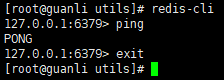 [root@guanli utils]# redis-cli
127.0.0.1:6379> ping
PONG
127.0.0.1:6379> exit
[root@guanli utils]#